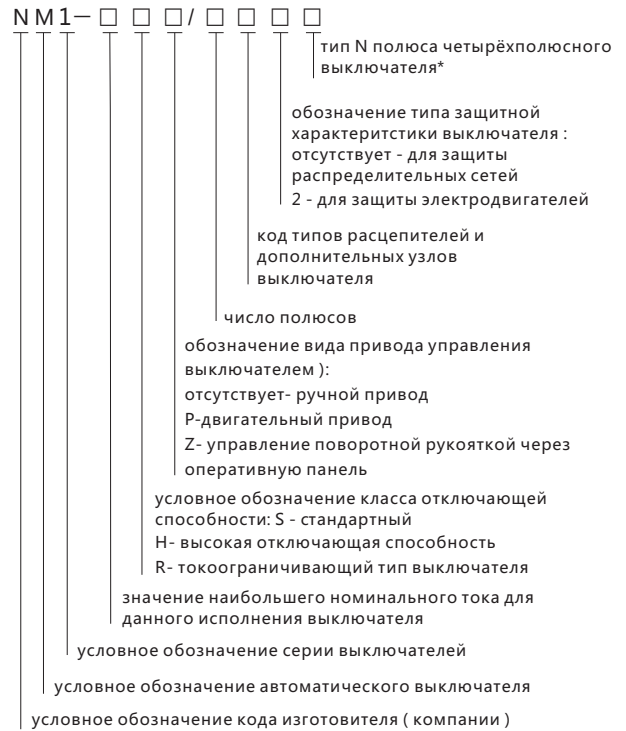 NM1-□ □ □/□ □ □ □
тип N полюса четырёхполюсного
выключателя*
обозначение типа защитной
характеритстики выключателя :
отсутствует - для защиты
распределительных сетей
2 - для защиты электродвигателей
код типов расцепителей и
дополнительных узлов
выключателя
число полюсов
обозначение вида привода управления
выключателем ):
отсутствует- ручной привод
P-двигательный привод
Z- управление поворотной рукояткой через
оперативную панель
условное обозначение класса отключающей
способности: S - стандартный
H- высокая отключающая способность
R- токоограничивающий тип выключателя
значение наибольшего номинального тока для
данного исполнения выключателя
условное обозначение серии выключателей
условное обозначение автоматического выключателя
условное обозначение кода изготовителя ( компании )